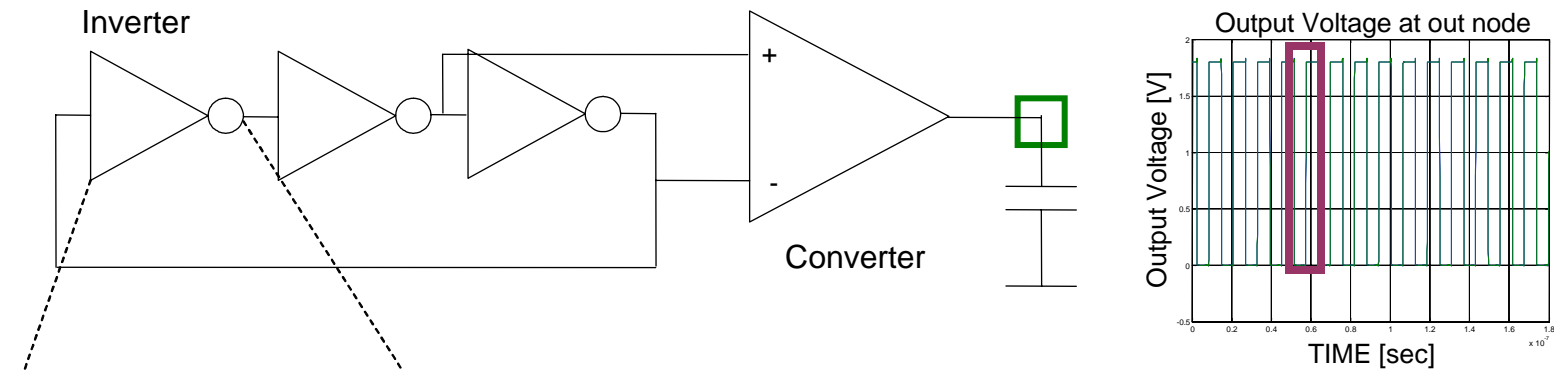 Inverter
+
-
Converter
Output Voltage at out node
Output Voltage [V]
2
1.5
1
0.5
0
-0.5
0 0.2 0.4 0.6 0.8 1 1.2 1.4 1.6 1.8
x 10^-7
TIME [sec]